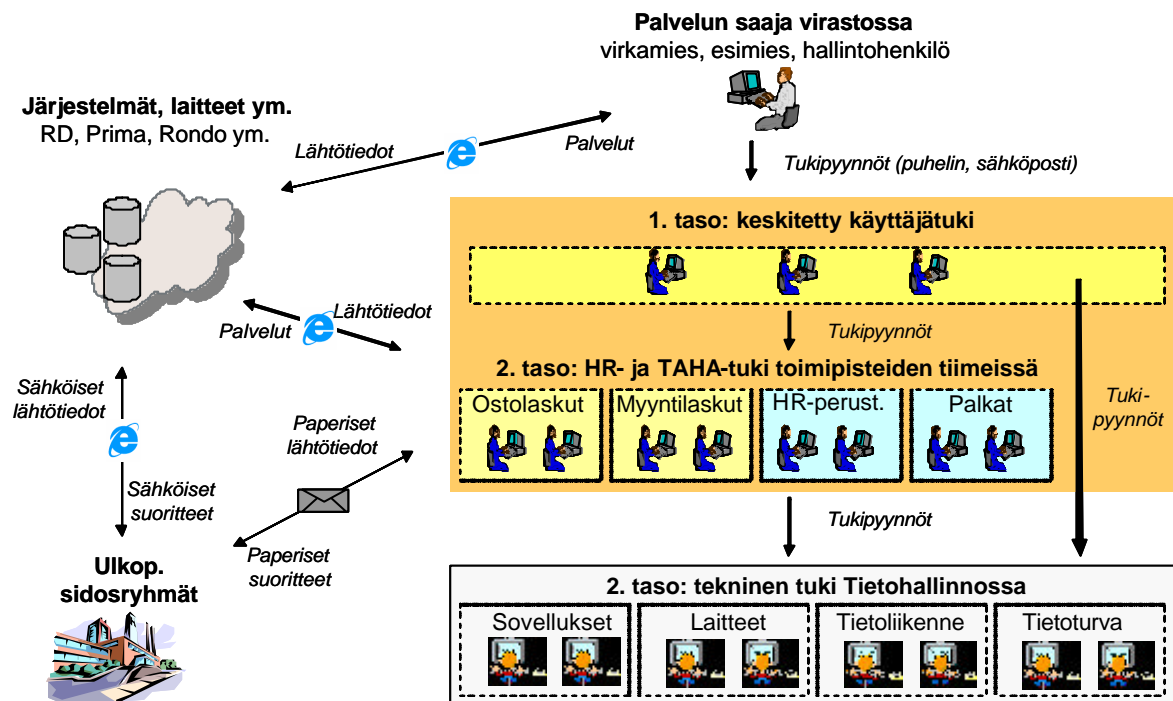 Palvelun saaja virastossa
virkamies, esimies, hallintohenkilö
Järjestelmät, laitteet ym.
RD, Prima, Rondo ym.
Lähtötiedot
Palvelut
Tukipyynnöt (puhelin, sähköposti)
1. taso: keskitetty käyttäjätuki
Lähtötiedot
Palvelut
Tukipyynnöt
2. taso: HR- ja TAHA-tuki toimipisteiden tiimeissä
Ostolaskut
Myyntilaskut
HR-perust.
Palkat
Tuki-
pyynnöt
Sähköiset
lähtötiedot
Paperiset
lähtötiedot
Sähköiset
suoritteet
Paperiset
suoritteet
Tukipyynnöt
Ulkop.
sidosryhmät
2. taso: tekninen tuki Tietohallinnossa
Sovellukset
Laitteet
Tietoliikenne
Tietoturva